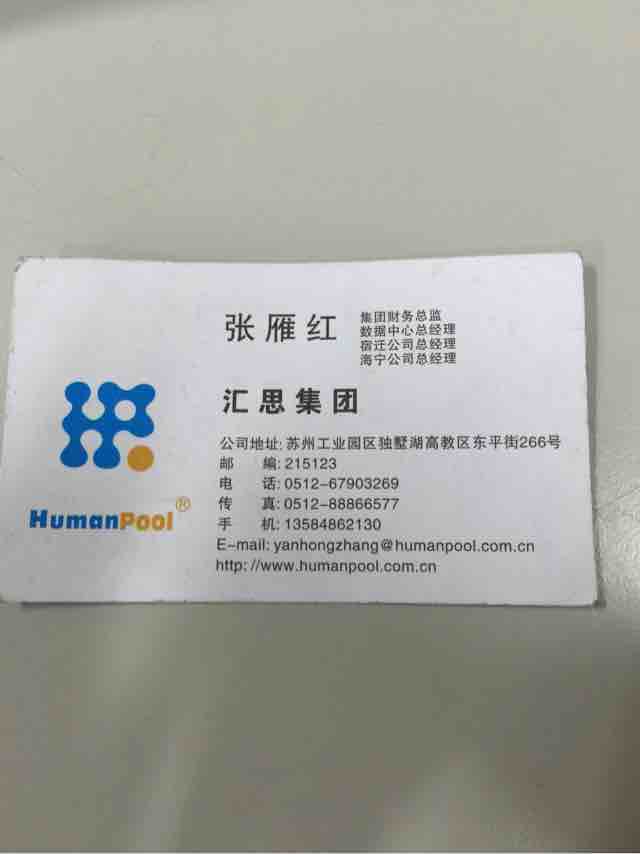 张雁红
集团财务总监
数据中心总经理
宿迁公司总经理
海宁公司总经理
汇思集团
公司地址: 苏州工业园区独墅湖高教区东平街266号
邮 编: 215123
电 话: 0512-67903269
传 真: 0512-88866577
手 机: 13584862130
E-mail: yanhongzhang@humanpool.com.cn
http://www.humanpool.com.cn
HumanPool®